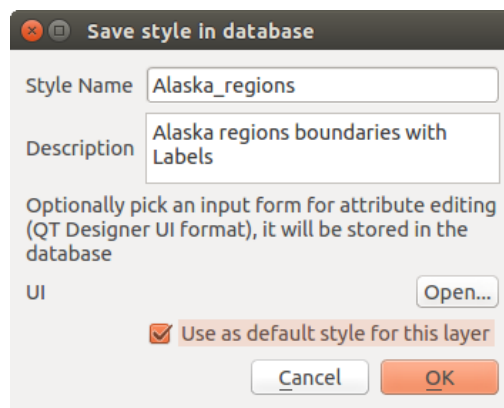 Save style in database
Style Name Alaska_regions
Description Alaska regions boundaries with
Labels
Optionally pick an input form for attribute editing
(QT Designer UI format), it will be stored in the
database
UI Open...
Use as default style for this layer
Cancel OK